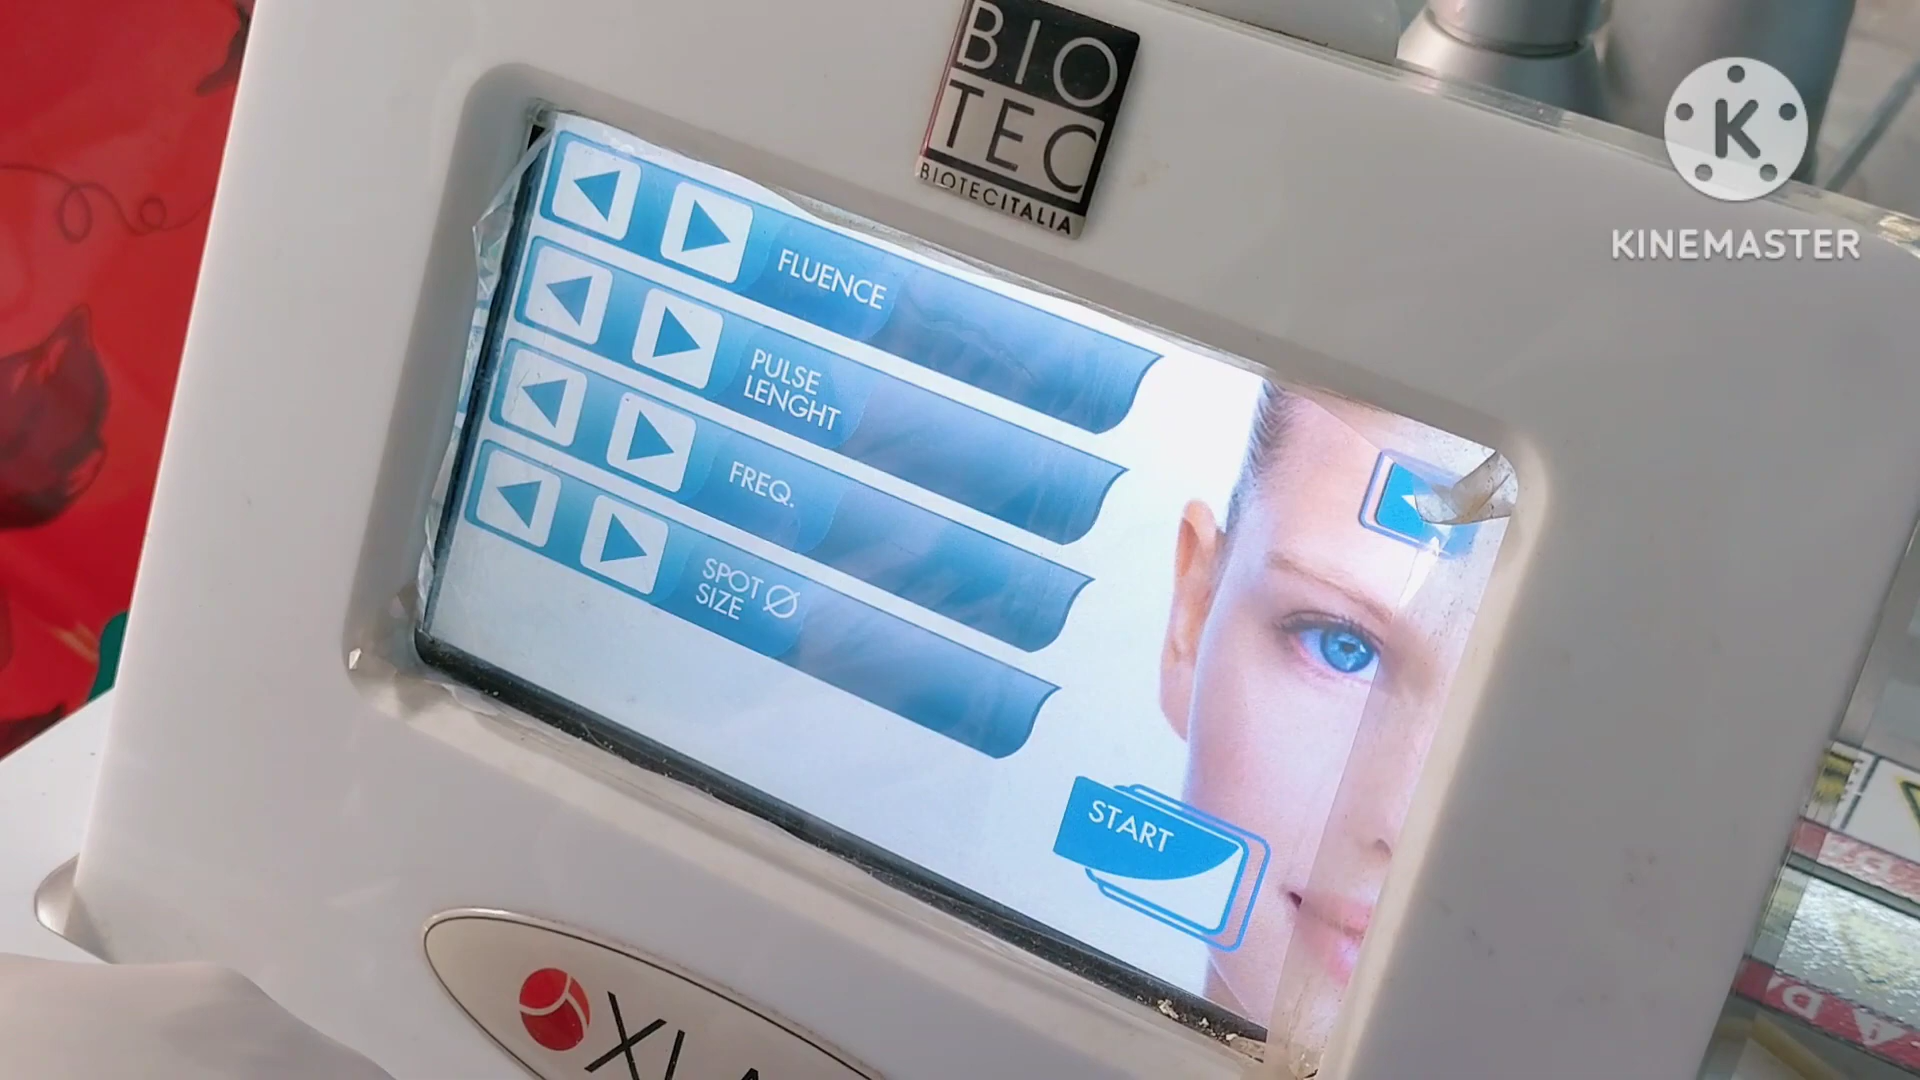 BIO
TEC
BIOTECITALIA
K
KINEMASTER
FLUENCE
PULSE
LENGHT
FREQ.
SPOT Ø
SIZE
START